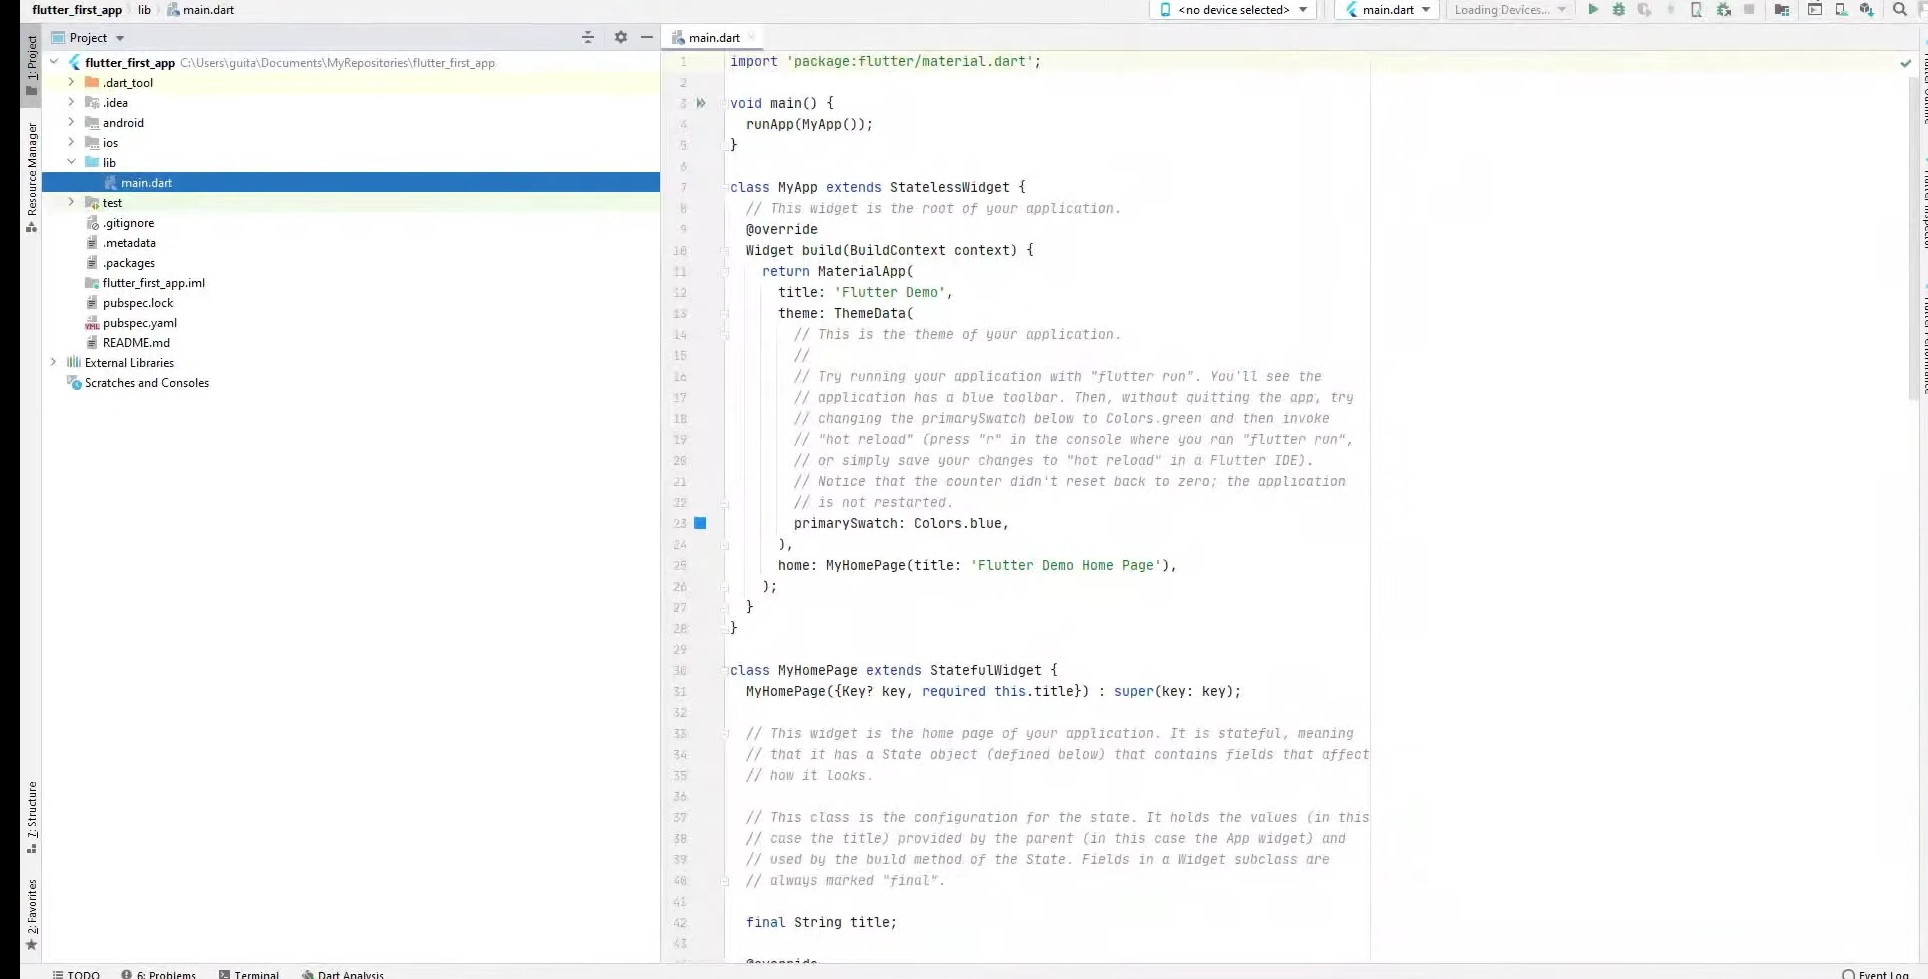 flutter_first_app lib main.dart
<no device selected> main.dart Loading Devices...
Project
main.dart
1: Project
Resource Manager
7: Structure
2: Favorites
flutter_first_app C:\Users\guita\Documents\MyRepositories\flutter_first_app
.dart_tool
.idea
android
ios
lib
main.dart
test
.gitignore
.metadata
.packages
flutter_first_app.iml
pubspec.lock
pubspec.yaml
README.md
External Libraries
Scratches and Consoles
1 import 'package:flutter/material.dart';
2
3 void main() {
4 runApp(MyApp());
5 }
6
7 class MyApp extends StatelessWidget {
8 // This widget is the root of your application.
9 @override
10 Widget build(BuildContext context) {
11 return MaterialApp(
12 title: 'Flutter Demo',
13 theme: ThemeData(
14 // This is the theme of your application.
15 //
16 // Try running your application with "flutter run". You'll see the
17 // application has a blue toolbar. Then, without quitting the app, try
18 // changing the primarySwatch below to Colors.green and then invoke
19 // "hot reload" (press "r" in the console where you ran "flutter run",
20 // or simply save your changes to "hot reload" in a Flutter IDE).
21 // Notice that the counter didn't reset back to zero; the application
22 // is not restarted.
23 primarySwatch: Colors.blue,
24 ),
25 home: MyHomePage(title: 'Flutter Demo Home Page'),
26 );
27 }
28 }
29
30 class MyHomePage extends StatefulWidget {
31 MyHomePage({Key? key, required this.title}) : super(key: key);
32
33 // This widget is the home page of your application. It is stateful, meaning
34 // that it has a State object (defined below) that contains fields that affect
35 // how it looks.
36
37 // This class is the configuration for the state. It holds the values (in this
38 // case the title) provided by the parent (in this case the App widget) and
39 // used by the build method of the State. Fields in a Widget subclass are
40 // always marked "final".
41
42 final String title;
43
@override
TODO 6: Problems Terminal Dart Analysis Event Log